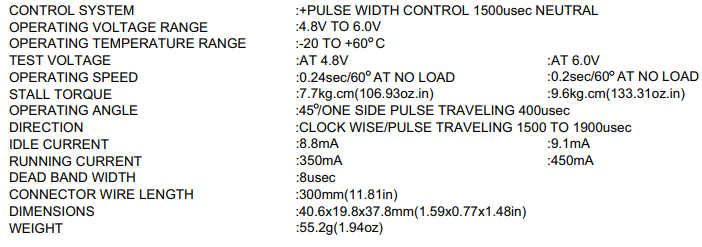 CONTROL SYSTEM :+PULSE WIDTH CONTROL 1500usec NEUTRAL
OPERATING VOLTAGE RANGE :4.8V TO 6.0V
OPERATING TEMPERATURE RANGE :-20 TO +60°C
TEST VOLTAGE :AT 4.8V :AT 6.0V
OPERATING SPEED :0.24sec/60° AT NO LOAD :0.2sec/60° AT NO LOAD
STALL TORQUE :7.7kg.cm(106.93oz.in) :9.6kg.cm(133.31oz.in)
OPERATING ANGLE :45°/ONE SIDE PULSE TRAVELING 400usec
DIRECTION :CLOCK WISE/PULSE TRAVELING 1500 TO 1900usec
IDLE CURRENT :8.8mA :9.1mA
RUNNING CURRENT :350mA :450mA
DEAD BAND WIDTH :8usec
CONNECTOR WIRE LENGTH :300mm(11.81in)
DIMENSIONS :40.6x19.8x37.8mm(1.59x0.77x1.48in)
WEIGHT :55.2g(1.94oz)